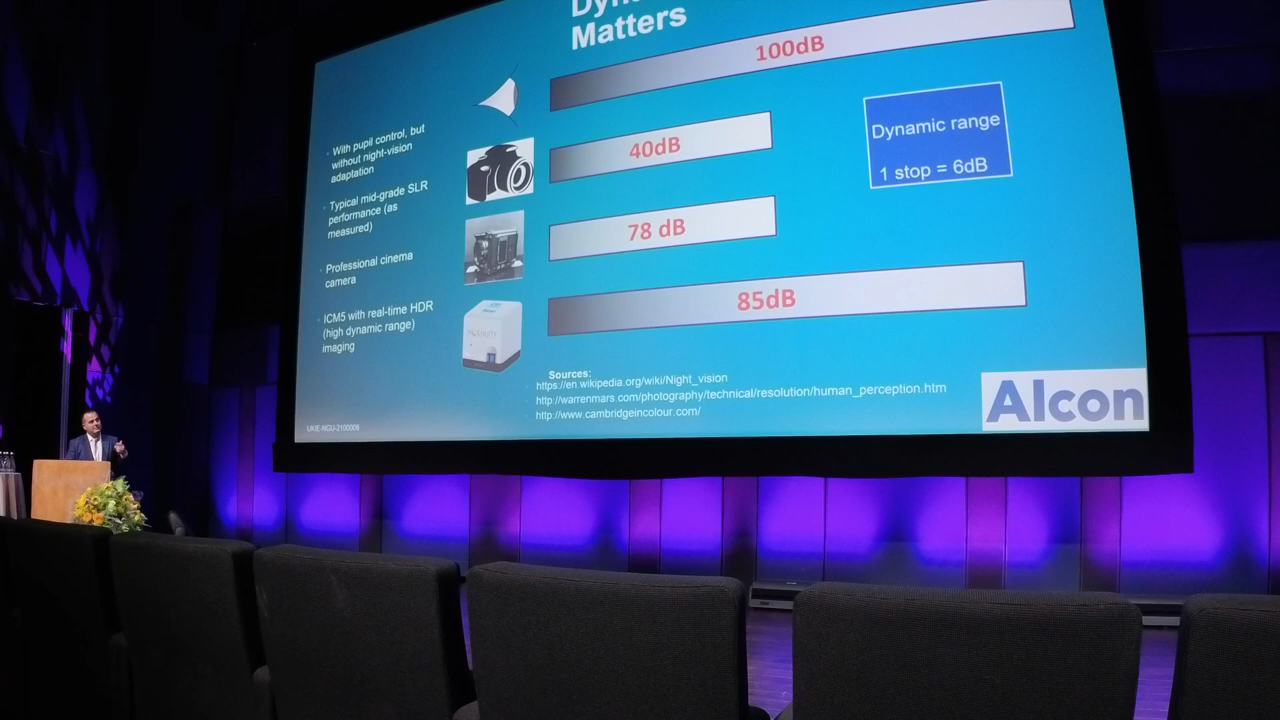 Matters
100dB
With pupil control, but
without night-vision
adaptation
40dB
Dynamic range
1 stop = 6dB
Typical mid-grade SLR
performance (as
measured)
78 dB
Professional cinema
camera
85dB
ICM5 with real-time HDR
(high dynamic range)
imaging
Sources:
https://en.wikipedia.org/wiki/Night_vision
http://warrenmars.com/photography/technical/resolution/human_perception.htm
http://www.cambridgeincolour.com/
Alcon
UKIE-NGU-2100006